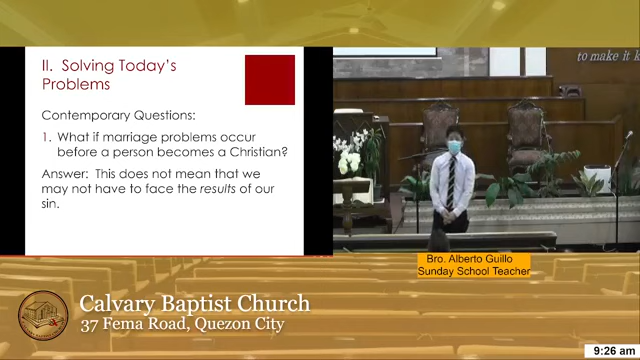 II. Solving Today's
Problems
Contemporary Questions:
1. What if marriage problems occur
before a person becomes a Christian?
Answer: This does not mean that we
may not have to face the results of our
sin.
to make it k
Bro. Alberto Guillo
Sunday School Teacher
Calvary Baptist Church
37 Fema Road, Quezon City
9:26 am